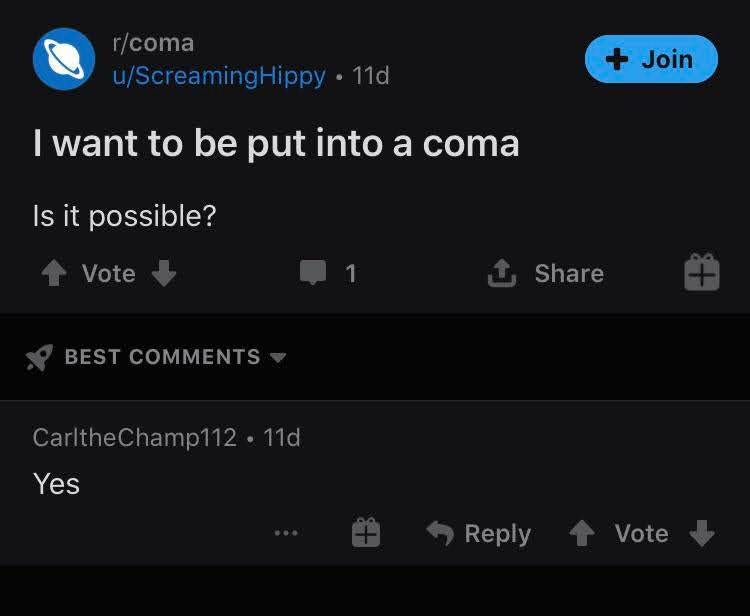 r/coma
u/ScreamingHippy • 11d
+ Join
I want to be put into a coma
Is it possible?
Vote 1 Share
BEST COMMENTS
CarltheChamp112 • 11d
Yes
... Reply Vote